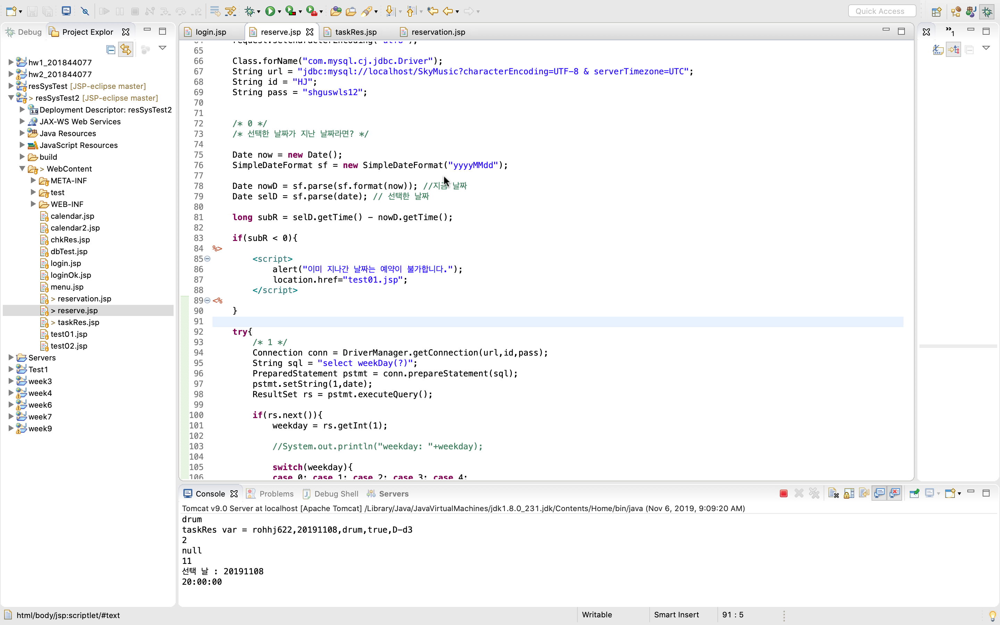 Quick Access
Debug
Project Explor
login.jsp
reserve.jsp
taskRes.jsp
reservation.jsp
»1
hw1_201844077
hw2_201844077
resSysTest [JSP-eclipse master]
> resSysTest2 [JSP-eclipse master]
Deployment Descriptor: resSysTest2
JAX-WS Web Services
Java Resources
JavaScript Resources
build
> WebContent
META-INF
test
WEB-INF
calendar.jsp
calendar2.jsp
chkRes.jsp
dbTest.jsp
login.jsp
loginOk.jsp
menu.jsp
> reservation.jsp
> reserve.jsp
> taskRes.jsp
test01.jsp
test02.jsp
Servers
Test1
week3
week4
week6
week7
week9
65
66 Class.forName("com.mysql.cj.jdbc.Driver");
67 String url = "jdbc:mysql://localhost/SkyMusic?characterEncoding=UTF-8 & serverTimezone=UTC";
68 String id = "HJ";
69 String pass = "shguswls12";
70
71
72 /* 0 */
73 /* 선택한 날짜가 지난 날짜라면? */
74
75 Date now = new Date();
76 SimpleDateFormat sf = new SimpleDateFormat("yyyyMMdd");
77
78 Date nowD = sf.parse(sf.format(now)); //지금 날짜
79 Date selD = sf.parse(date); // 선택한 날짜
80
81 long subR = selD.getTime() - nowD.getTime();
82
83 if(subR < 0){
84 %>
85 <script>
86 alert("이미 지나간 날짜는 예약이 불가합니다.");
87 location.href="test01.jsp";
88 </script>
89 <%
90 }
91
92 try{
93 /* 1 */
94 Connection conn = DriverManager.getConnection(url,id,pass);
95 String sql = "select weekDay(?)";
96 PreparedStatement pstmt = conn.prepareStatement(sql);
97 pstmt.setString(1,date);
98 ResultSet rs = pstmt.executeQuery();
99
100 if(rs.next()){
101 weekday = rs.getInt(1);
102
103 //System.out.println("weekday: "+weekday);
104
105 switch(weekday){
106 case 0: case 1: case 2: case 3: case 4:
Console
Problems
Debug Shell
Servers
Tomcat v9.0 Server at localhost [Apache Tomcat] /Library/Java/JavaVirtualMachines/jdk1.8.0_231.jdk/Contents/Home/bin/java (Nov 6, 2019, 9:09:20 AM)
drum
taskRes var = rohhj622,20191108,drum,true,D-d3
2
null
11
선택 날 : 20191108
20:00:00
html/body/jsp:scriptlet/#text
Writable
Smart Insert
91 : 5